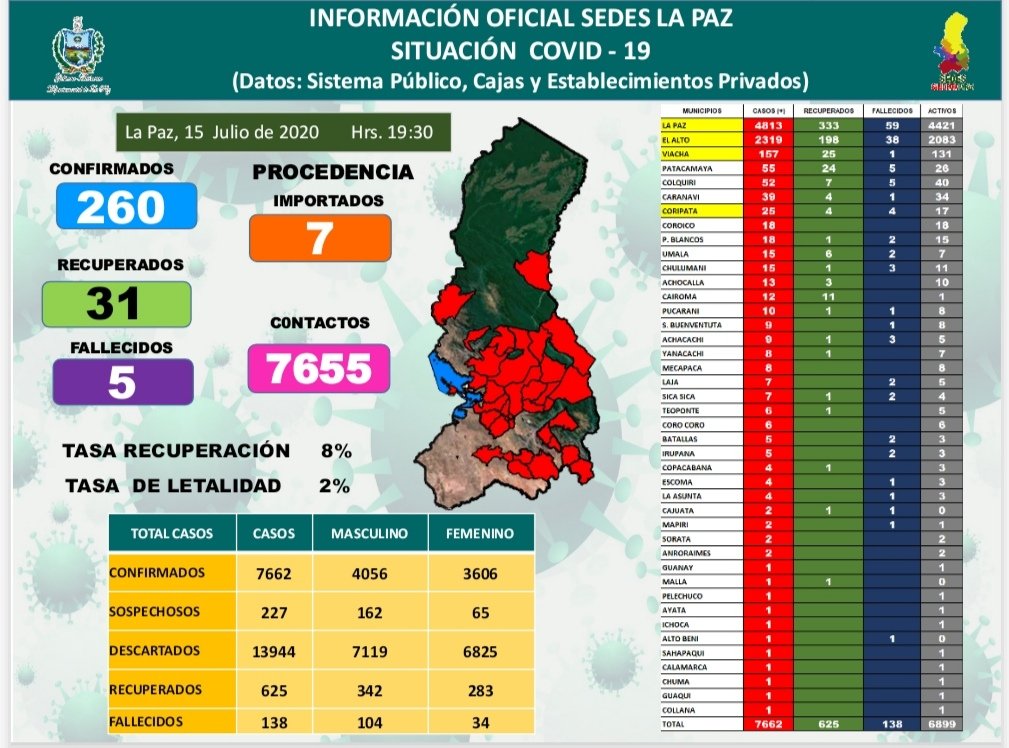 INFORMACIÓN OFICIAL SEDES LA PAZ
SITUACIÓN COVID - 19
(Datos: Sistema Público, Cajas y Establecimientos Privados)
SEDES
La Paz, 15 Julio de 2020 Hrs. 19:30
CONFIRMADOS
260
RECUPERADOS
31
FALLECIDOS
5
PROCEDENCIA
IMPORTADOS
7
CONTACTOS
7655
TASA RECUPERACIÓN 8%
TASA DE LETALIDAD 2%
TOTAL CASOS CASOS MASCULINO FEMENINO
CONFIRMADOS 7662 4056 3606
SOSPECHOSOS 227 162 65
DESCARTADOS 13944 7119 6825
RECUPERADOS 625 342 283
FALLECIDOS 138 104 34
MUNICIPIOS CASOS (+) RECUPERADOS FALLECIDOS ACTIVOS
LA PAZ 4813 333 59 4421
EL ALTO 2319 198 38 2083
VIACHA 157 25 1 131
PATACAMAYA 55 24 5 26
COLQUIRI 52 7 5 40
CARANAVI 39 4 1 34
CORIPATA 25 4 4 17
COROICO 18 18
P. BLANCOS 18 1 2 15
UMALA 15 6 2 7
CHULUMANI 15 1 3 11
ACHOCALLA 13 3 10
CAIROMA 12 11 1
PUCARANI 10 1 1 8
S. BUENVENTUTA 9 1 8
ACHACACHI 9 1 3 5
YANACACHI 8 1 7
MECAPACA 8 8
LAJA 7 2 5
SICA SICA 7 1 2 4
TEOPONTE 6 1 5
CORO CORO 6 6
BATALLAS 5 2 3
IRUPANA 5 2 3
COPACABANA 4 1 3
ESCOMA 4 1 3
LA ASUNTA 4 1 3
CAJUATA 2 1 1 0
MAPIRI 2 1 1
SORATA 2 2
ANRORAIMES 2 2
GUANAY 1 1
MALLA 1 1 0
PELECHUCO 1 1
AYATA 1 1
ICHOCA 1 1
ALTO BENI 1 1 0
SAHAPAQUI 1 1
CALAMARCA 1 1
CHUMA 1 1
GUAQUI 1 1
COLLANA 1 1
TOTAL 7662 625 138 6899